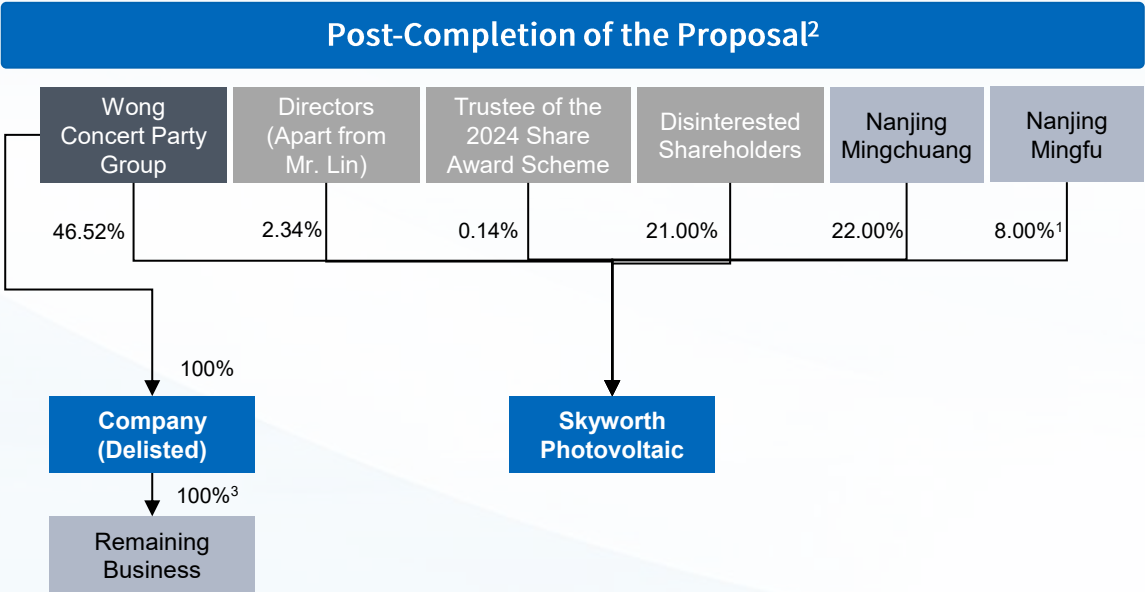 Post-Completion of the Proposal²
Wong
Concert Party
Group
Directors
(Apart from
Mr. Lin)
Trustee of the
2024 Share
Award Scheme
Disinterested
Shareholders
Nanjing
Mingchuang
Nanjing
Mingfu
46.52%
2.34%
0.14%
21.00%
22.00%
8.00%¹
100%
Company
(Delisted)
Skyworth
Photovoltaic
100%³
Remaining
Business